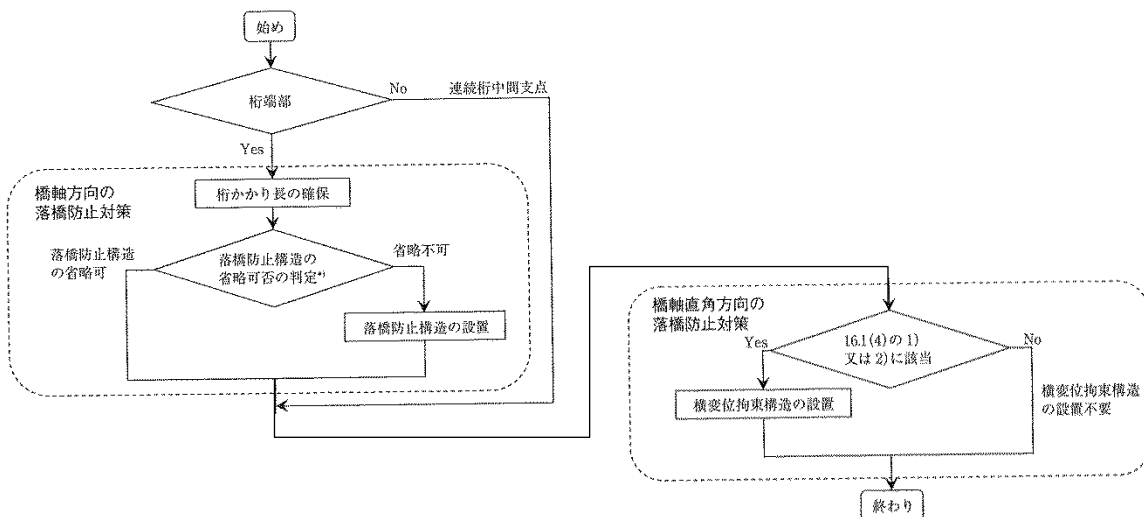 始め
桁端部
No
連続桁中間支点
Yes
橋軸方向の
落橋防止対策
桁かかり長の確保
落橋防止構造
の省略可
落橋防止構造の
省略可否の判定*)
省略不可
落橋防止構造の設置
橋軸直角方向の
落橋防止対策
16.1(4)の1)
又は2)に該当
Yes
No
横変位拘束構造の設置
横変位拘束構造
の設置不要
終わり